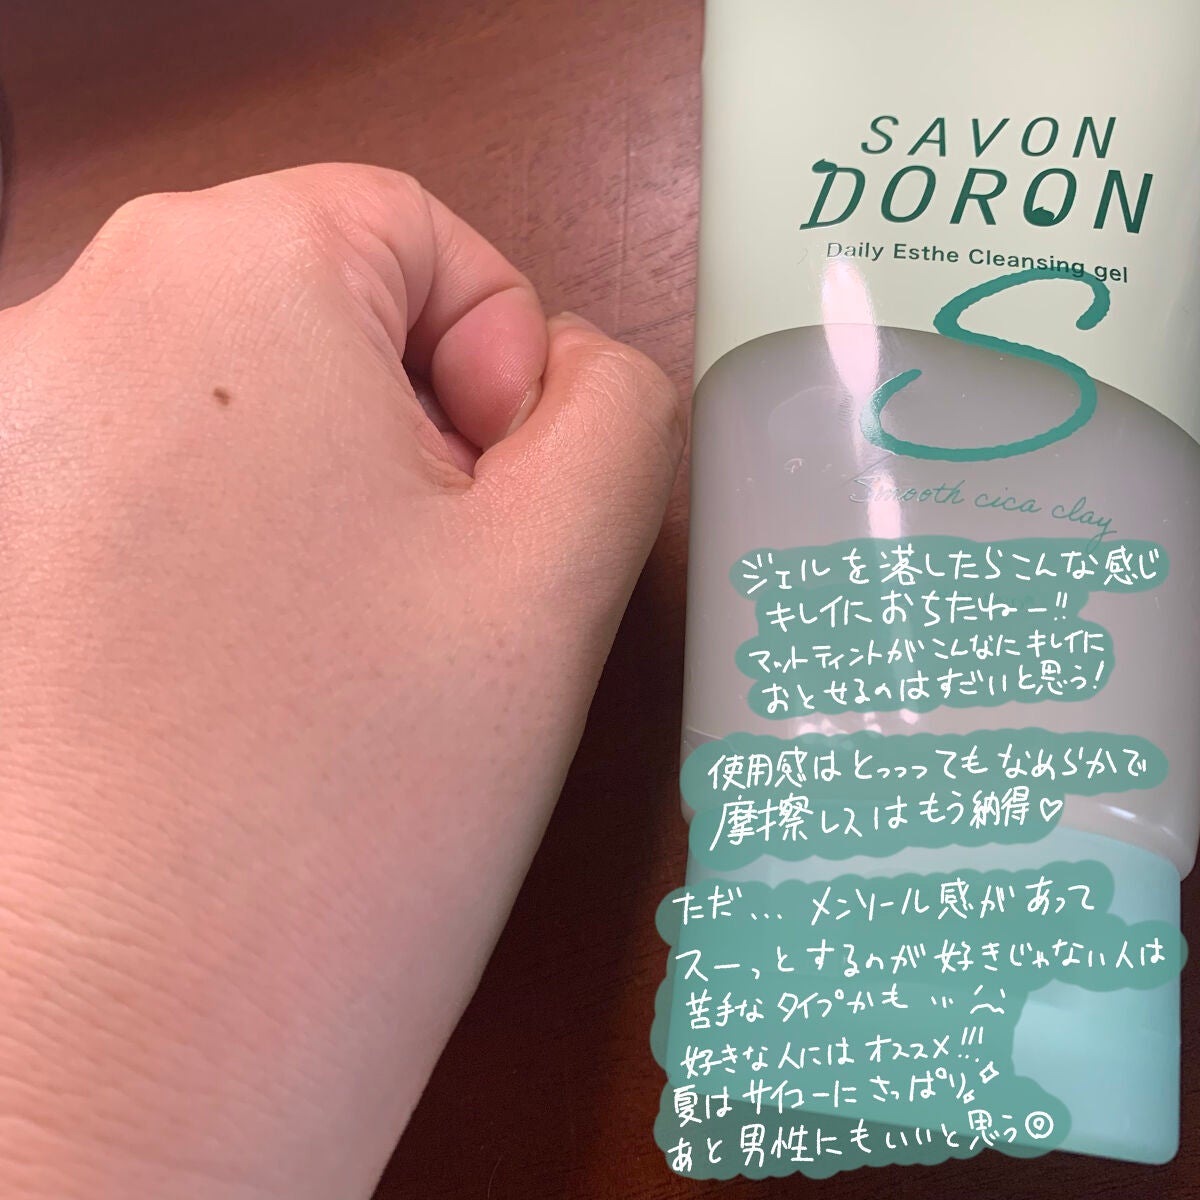 SAVON
DORON
Daily Esthe Cleansing gel
S
Smooth cica clay
ジェルを落したらこんな感じ
キレイにおちたねー!!
マットティントがこんなにキレイに
おとせるのはすごいと思う!
使用感はとっっってもなめらかで
摩擦レスはもう納得♡
ただ... メンソール感があって
スーっとするのが好きじゃない人は
苦手なタイプかも...
好きな人にはオススメ!!!
夏はサイコーにさっぱり。
あと男性にもいいと思う◎